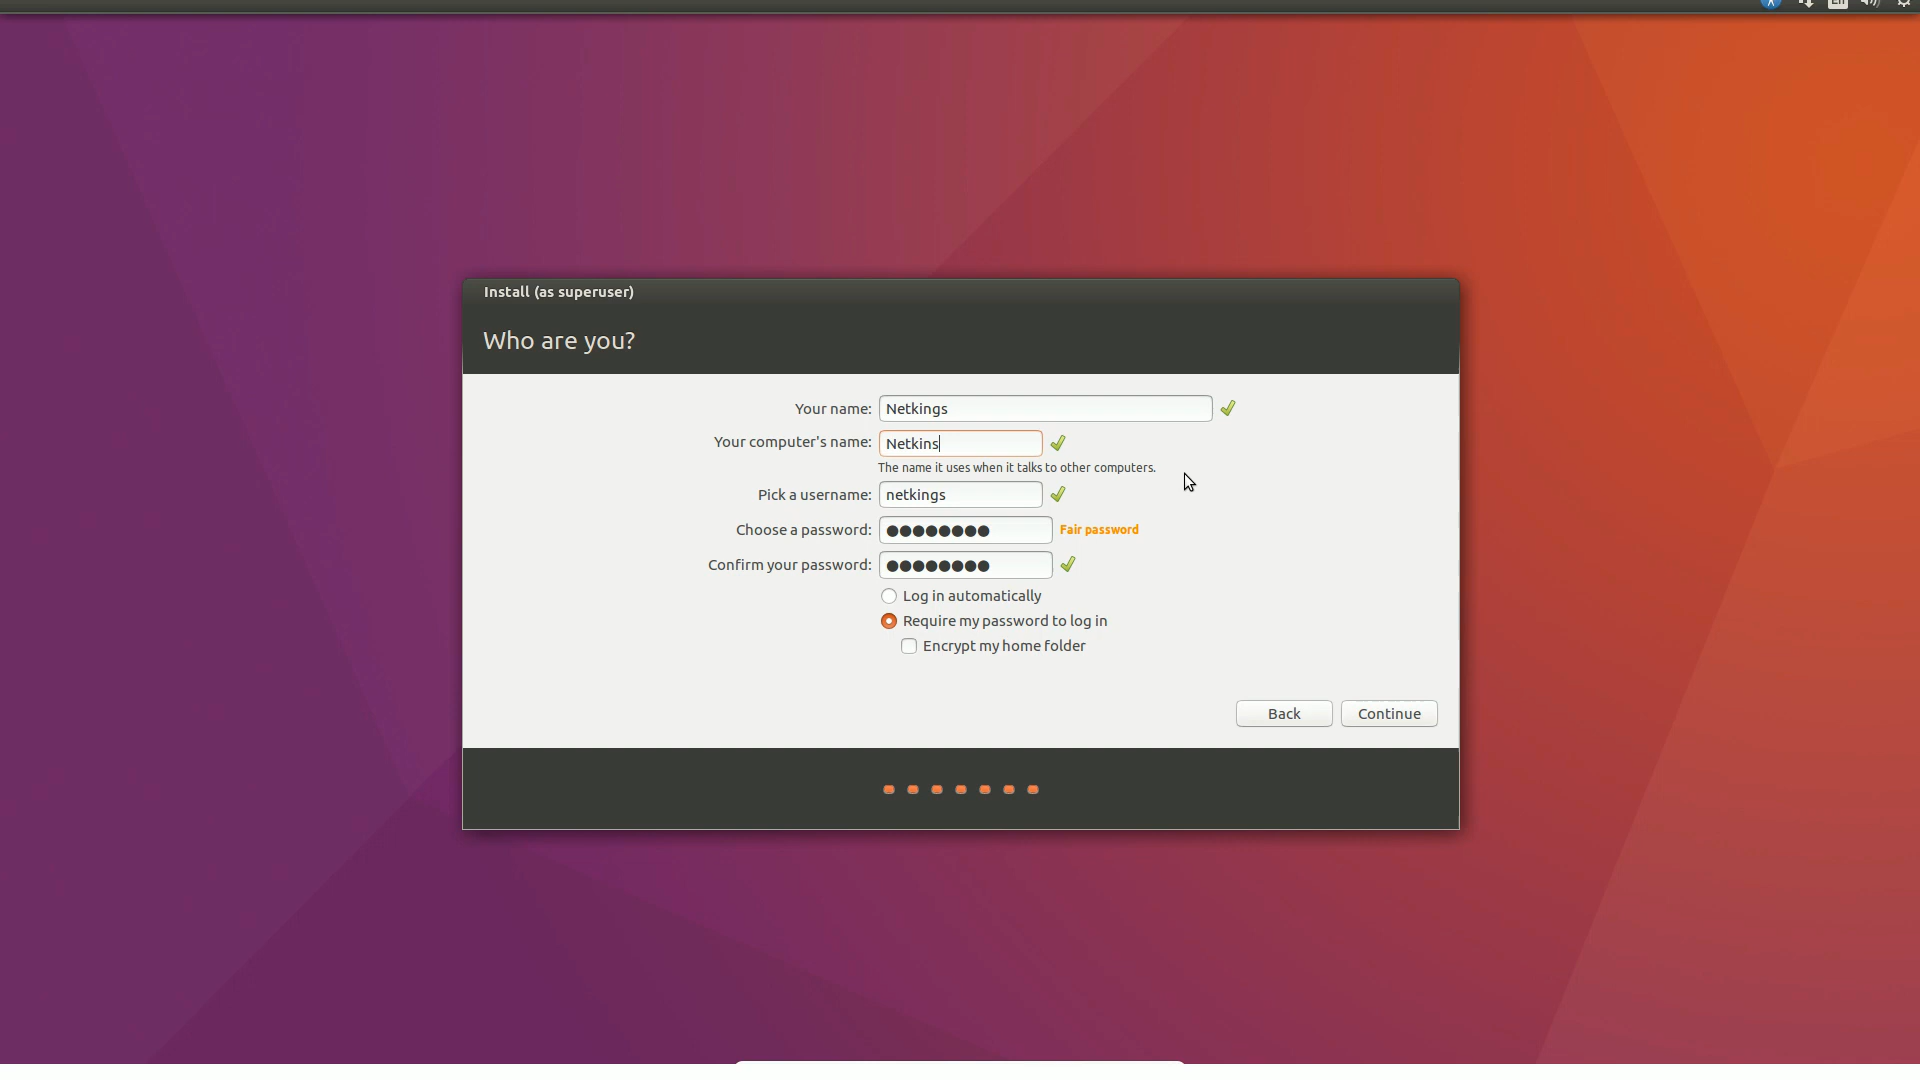 En
Install (as superuser)
Who are you?
Your name: Netkings
Your computer's name: Netkins
The name it uses when it talks to other computers.
Pick a username: netkings
Choose a password: ●●●●●●●● Fair password
Confirm your password: ●●●●●●●●
Log in automatically
Require my password to log in
Encrypt my home folder
Back Continue